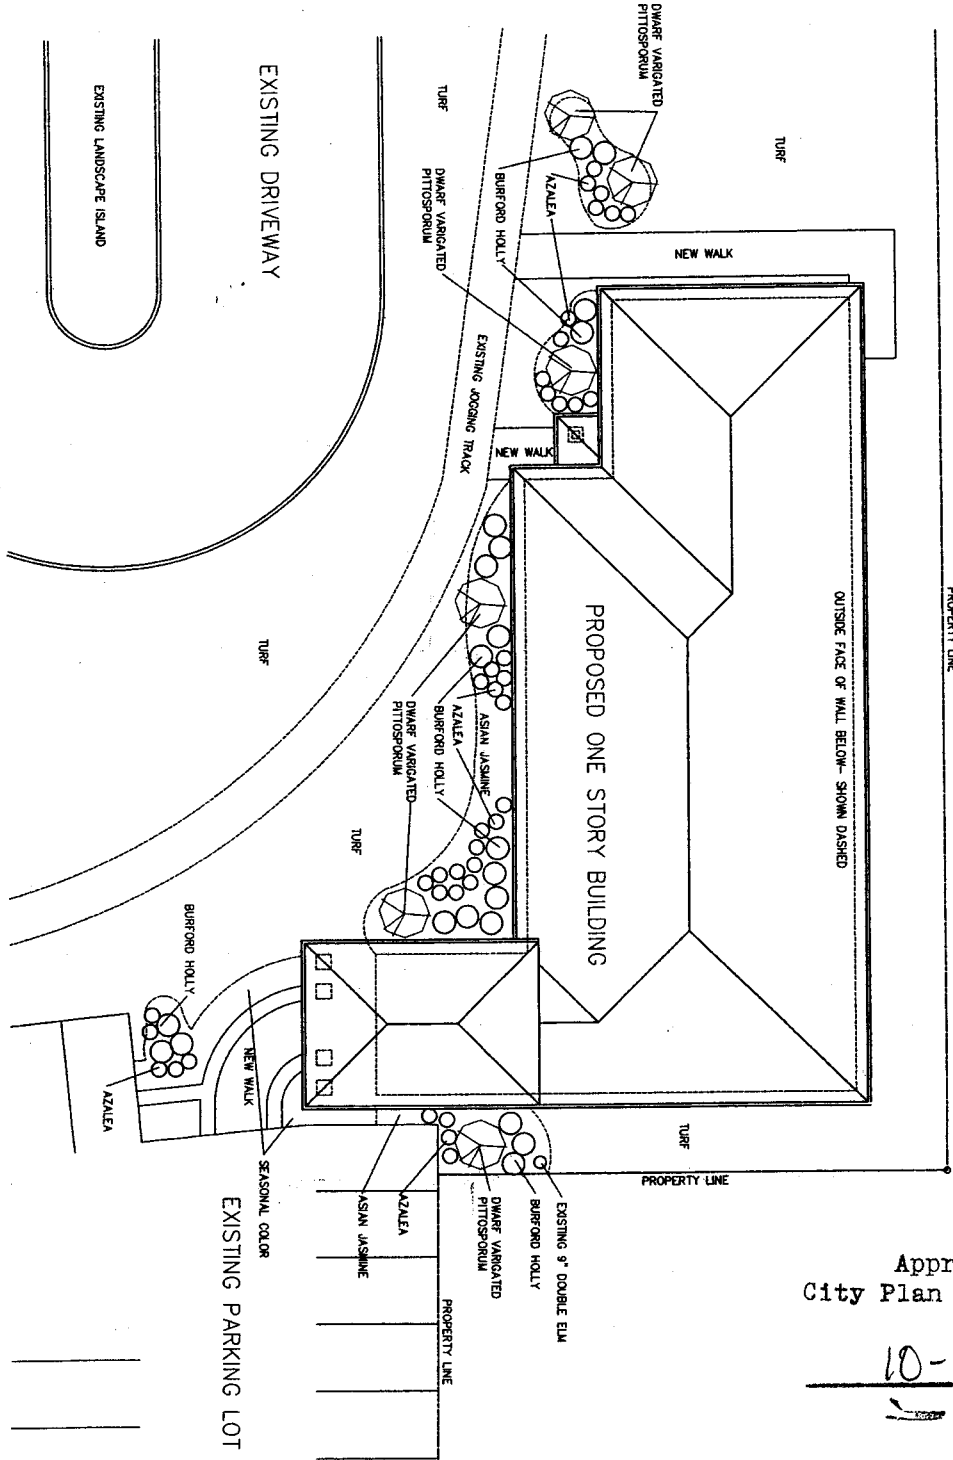 DWARF VARIGATED
PITTOSPORUM
TURF
TURF
EXISTING DRIVEWAY
EXISTING LANDSCAPE ISLAND
BURFORD HOLLY
AZALEA
DWARF VARIGATED
PITTOSPORUM
NEW WALK
EXISTING JOGGING TRACK
NEW WALK
PROPERTY LINE
OUTSIDE FACE OF WALL BELOW- SHOWN DASHED
PROPOSED ONE STORY BUILDING
TURF
ASIAN JASMINE
AZALEA
BURFORD HOLLY
DWARF VARIGATED
PITTOSPORUM
TURF
BURFORD HOLLY
AZALEA
NEW WALK
SEASONAL COLOR
TURF
PROPERTY LINE
EXISTING 9" DOUBLE ELM
BURFORD HOLLY
DWARF VARIGATED
PITTOSPORUM
AZALEA
ASIAN JASMINE
EXISTING PARKING LOT
PROPERTY LINE
Appr
City Plan
10-